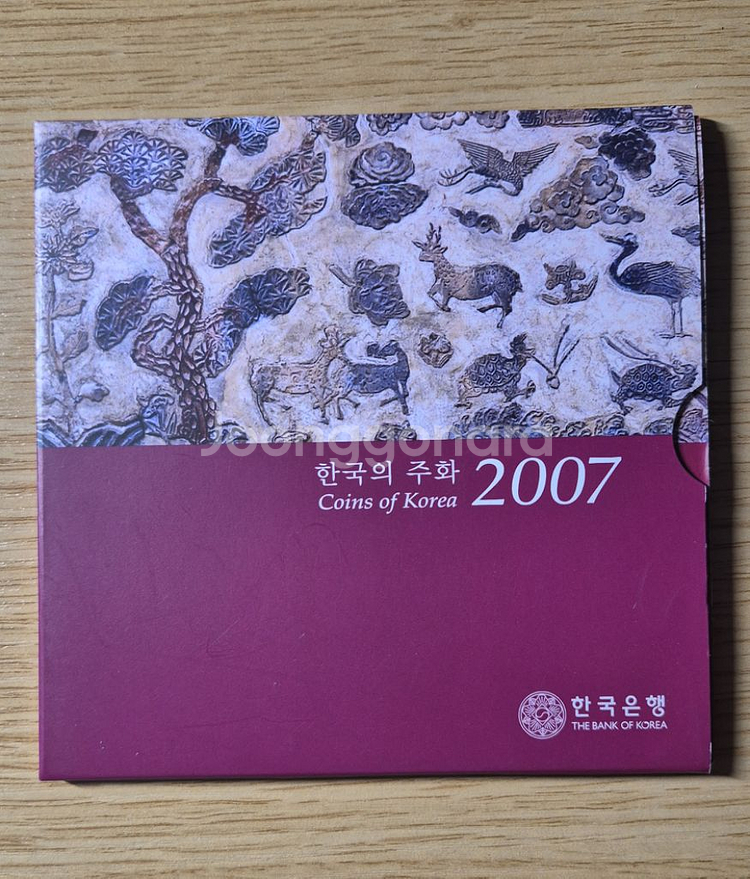 Joonggonara
한국의 주화 2007
Coins of Korea
한국은행
THE BANK OF KOREA